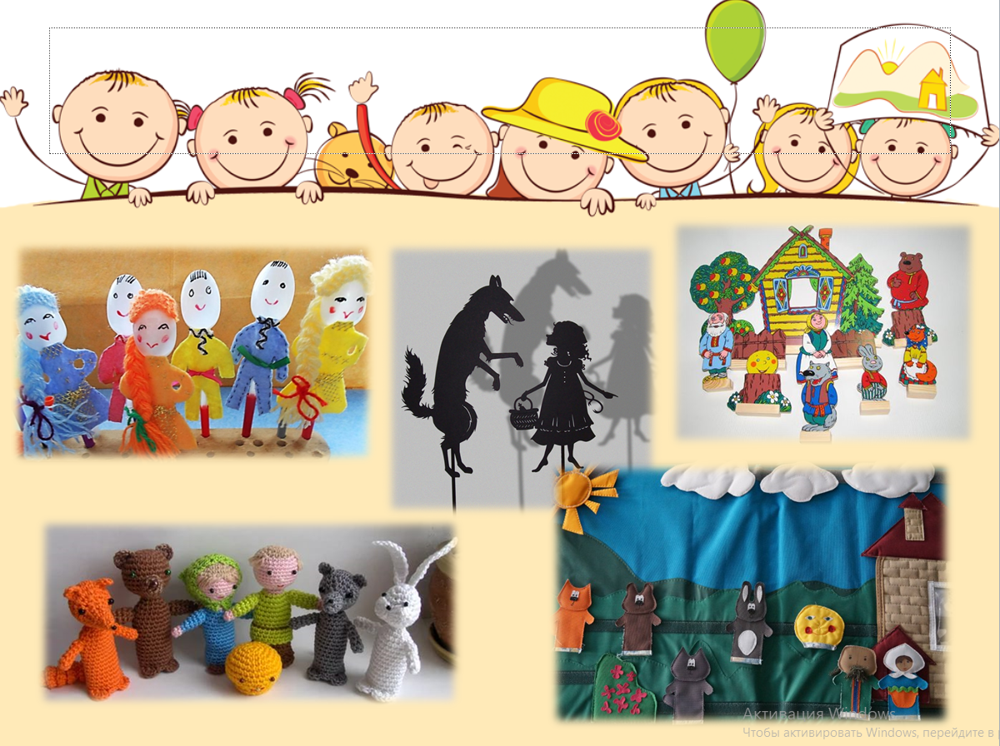 Активация Windows
Чтобы активировать Windows, перейдите в